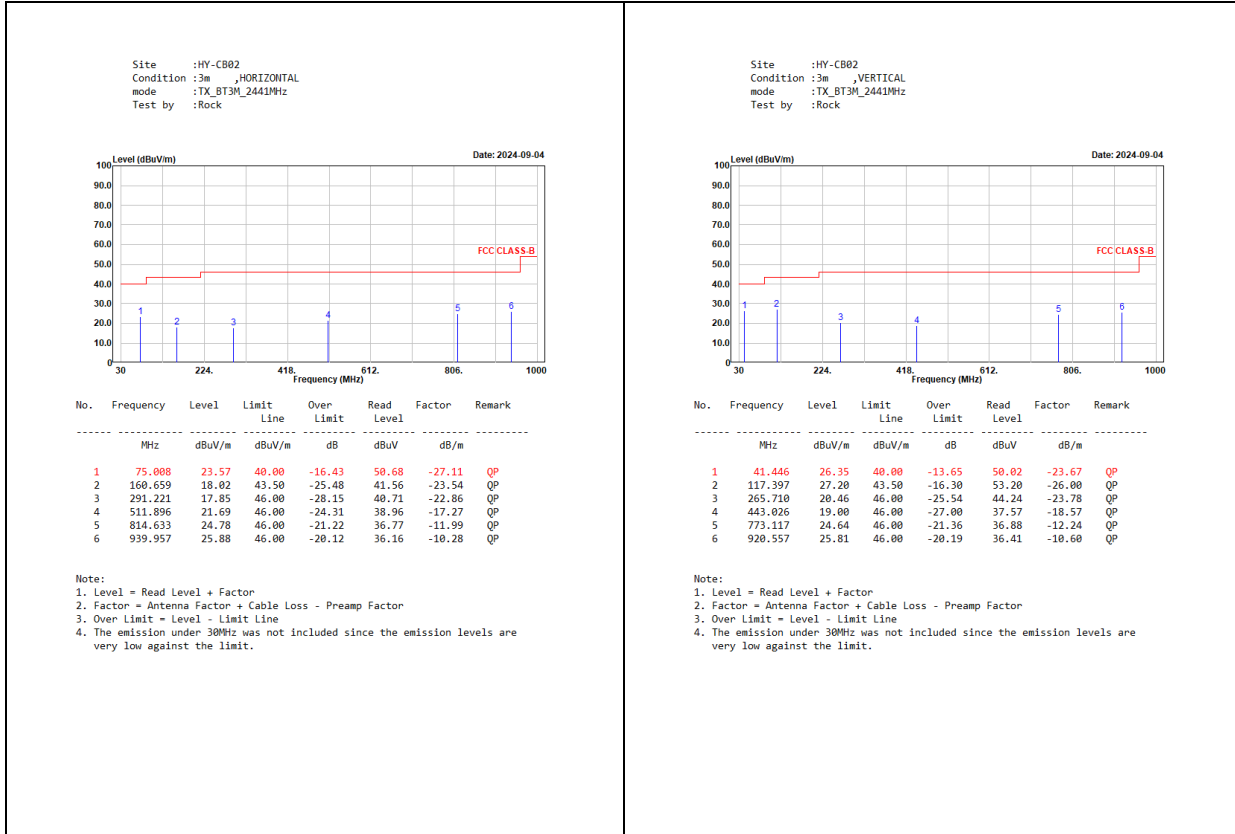 Site :HY-CB02
Condition :3m ,HORIZONTAL
mode :TX_BT3M_2441MHz
Test by :Rock
Level (dBuV/m) Date: 2024-09-04
100
90.0
80.0
70.0
60.0
50.0
40.0
30.0
20.0
10.0
0
FCC CLASS-B
1 2 3 4 5 6
30 224. 418. 612. 806. 1000
Frequency (MHz)
No. Frequency Level Limit Over Read Factor Remark
Line Limit Level
------ ----------- -------- -------- -------- --------- -------- ---------
MHz dBuV/m dBuV/m dB dBuV dB/m
1 75.008 23.57 40.00 -16.43 50.68 -27.11 QP
2 160.659 18.02 43.50 -25.48 41.56 -23.54 QP
3 291.221 17.85 46.00 -28.15 40.71 -22.86 QP
4 511.896 21.69 46.00 -24.31 38.96 -17.27 QP
5 814.633 24.78 46.00 -21.22 36.77 -11.99 QP
6 939.957 25.88 46.00 -20.12 36.16 -10.28 QP
Note:
1. Level = Read Level + Factor
2. Factor = Antenna Factor + Cable Loss - Preamp Factor
3. Over Limit = Level - Limit Line
4. The emission under 30MHz was not included since the emission levels are
very low against the limit.
Site :HY-CB02
Condition :3m ,VERTICAL
mode :TX_BT3M_2441MHz
Test by :Rock
Level (dBuV/m) Date: 2024-09-04
100
90.0
80.0
70.0
60.0
50.0
40.0
30.0
20.0
10.0
0
FCC CLASS-B
1 2 3 4 5 6
30 224. 418. 612. 806. 1000
Frequency (MHz)
No. Frequency Level Limit Over Read Factor Remark
Line Limit Level
------ ----------- -------- -------- -------- --------- -------- ---------
MHz dBuV/m dBuV/m dB dBuV dB/m
1 41.446 26.35 40.00 -13.65 50.02 -23.67 QP
2 117.397 27.20 43.50 -16.30 53.20 -26.00 QP
3 265.710 20.46 46.00 -25.54 44.24 -23.78 QP
4 443.026 19.00 46.00 -27.00 37.57 -18.57 QP
5 773.117 24.64 46.00 -21.36 36.88 -12.24 QP
6 920.557 25.81 46.00 -20.19 36.41 -10.60 QP
Note:
1. Level = Read Level + Factor
2. Factor = Antenna Factor + Cable Loss - Preamp Factor
3. Over Limit = Level - Limit Line
4. The emission under 30MHz was not included since the emission levels are
very low against the limit.